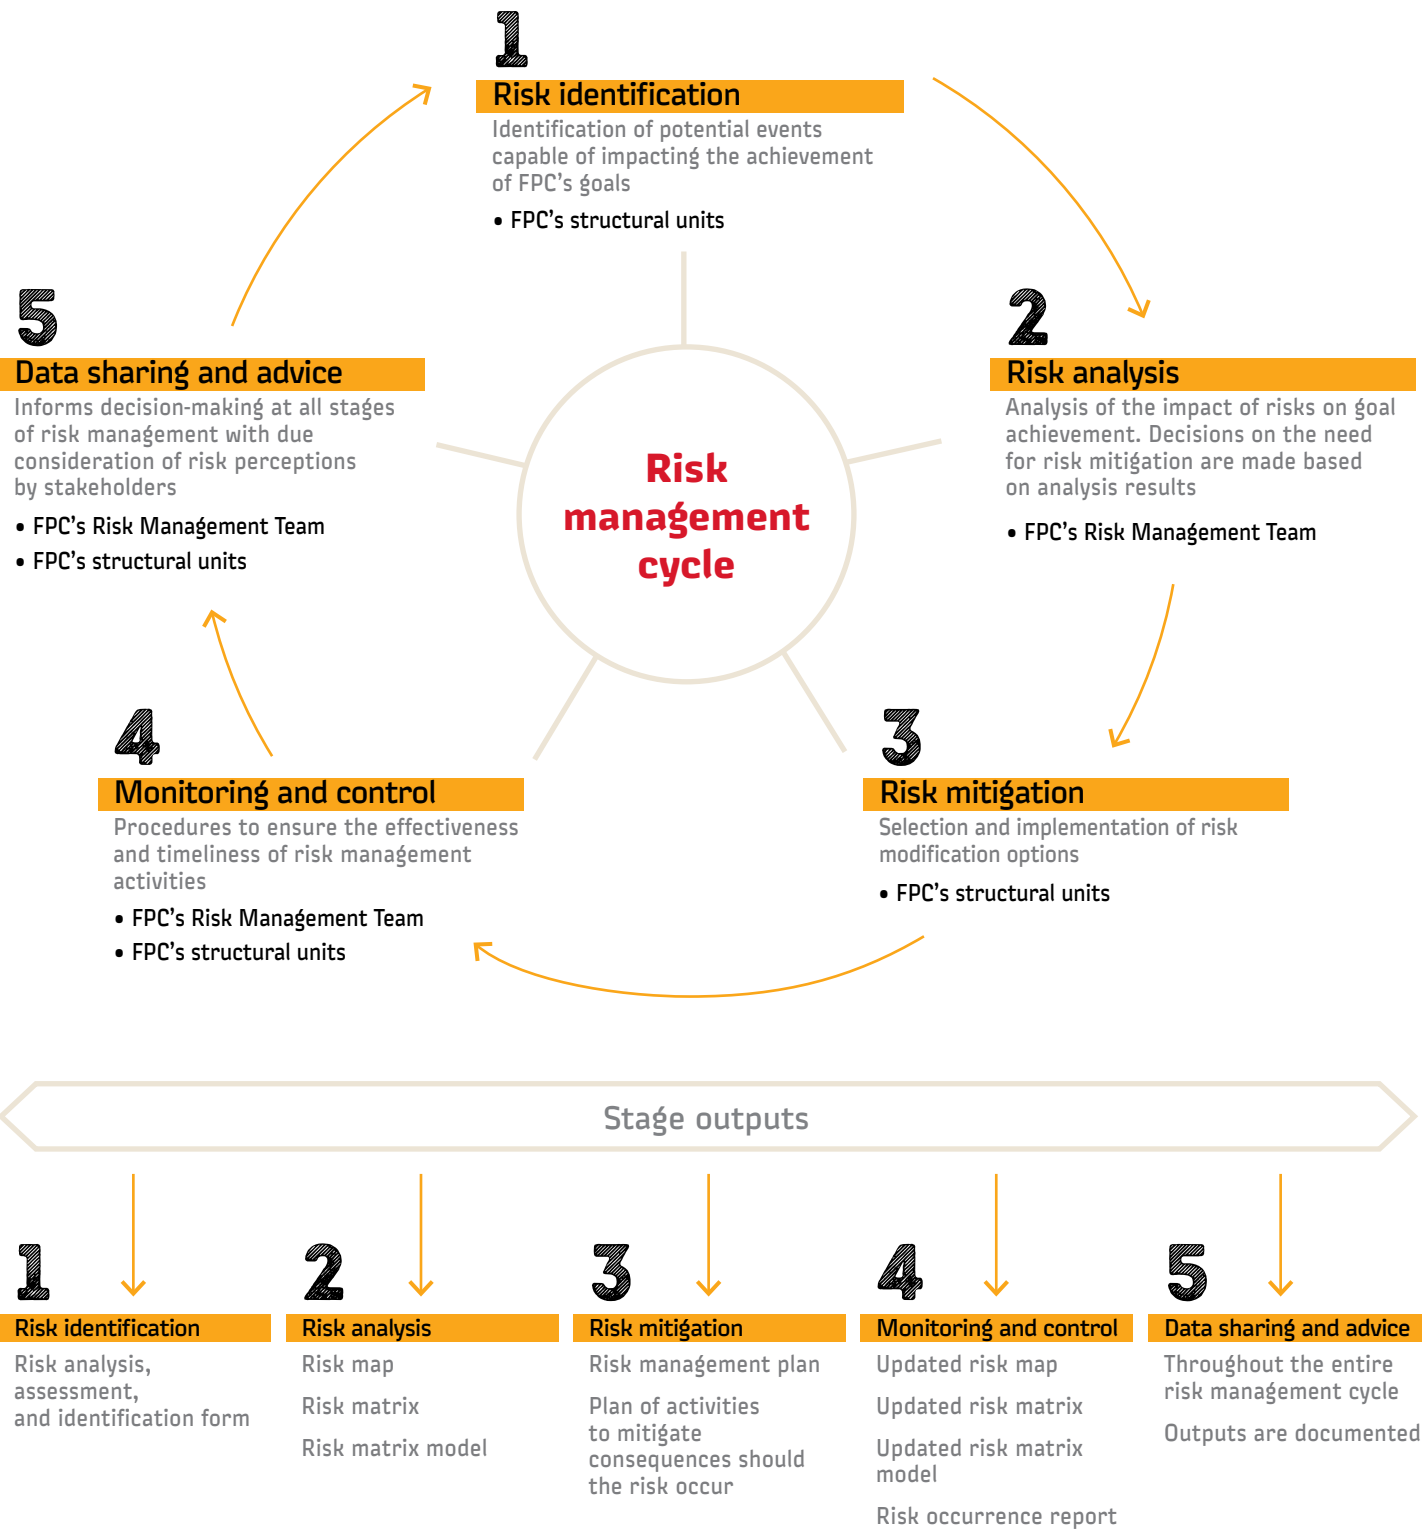 1
Risk identification
Identification of potential events
capable of impacting the achievement
of FPC's goals
• FPC's structural units
2
Risk analysis
Analysis of the impact of risks on goal
achievement. Decisions on the need
for risk mitigation are made based
on analysis results
• FPC's Risk Management Team
3
Risk mitigation
Selection and implementation of risk
modification options
• FPC's structural units
4
Monitoring and control
Procedures to ensure the effectiveness
and timeliness of risk management
activities
• FPC's Risk Management Team
• FPC's structural units
5
Data sharing and advice
Informs decision-making at all stages
of risk management with due
consideration of risk perceptions
by stakeholders
• FPC's Risk Management Team
• FPC's structural units
Risk
management
cycle
Stage outputs
1
Risk identification
Risk analysis,
assessment,
and identification form
2
Risk analysis
Risk map
Risk matrix
Risk matrix model
3
Risk mitigation
Risk management plan
Plan of activities
to mitigate
consequences should
the risk occur
4
Monitoring and control
Updated risk map
Updated risk matrix
Updated risk matrix
model
Risk occurrence report
5
Data sharing and advice
Throughout the entire
risk management cycle
Outputs are documented